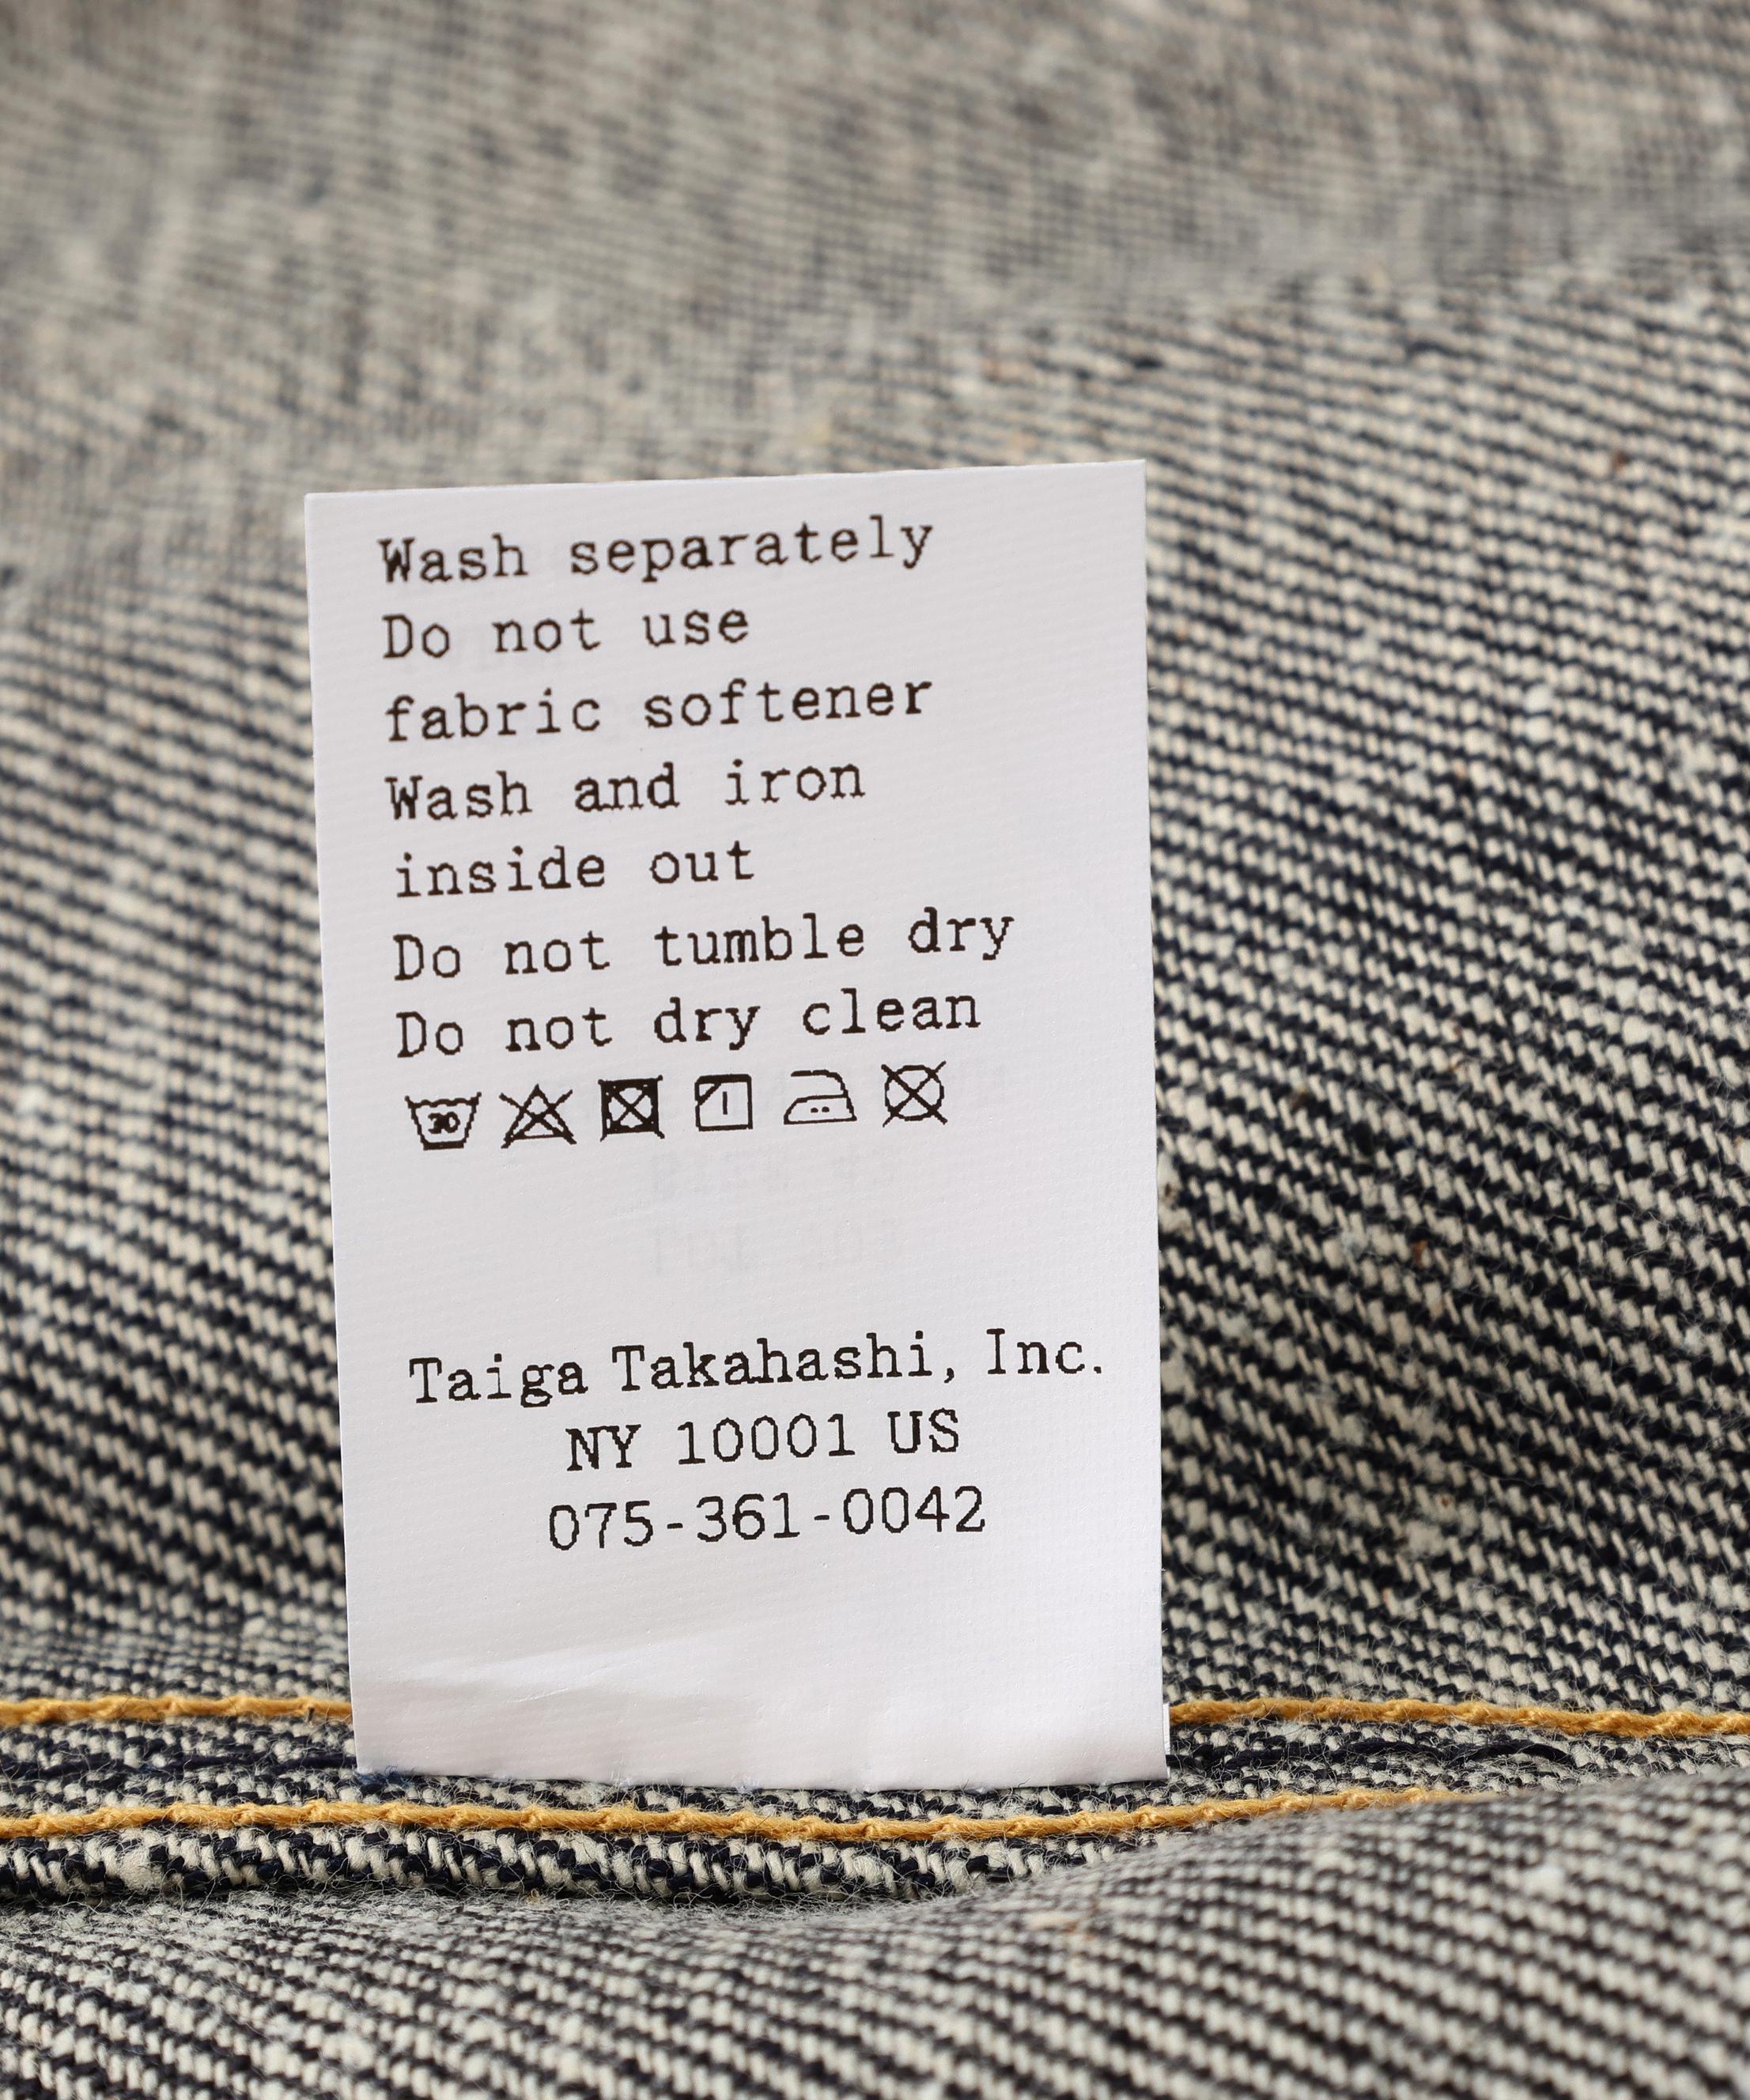 Wash separately
Do not use
fabric softener
Wash and iron
inside out
Do not tumble dry
Do not dry clean
30
Taiga Takahashi, Inc.
NY 10001 US
075-361-0042